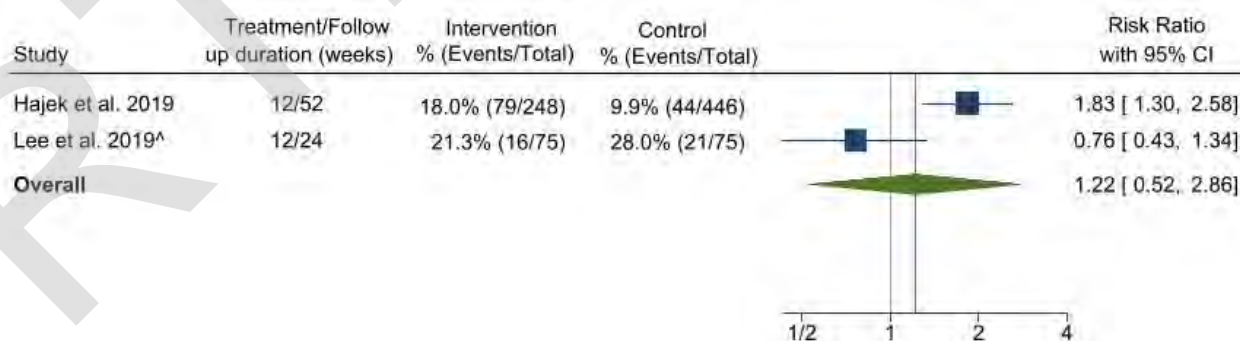 Study Treatment/Follow up duration (weeks) Intervention % (Events/Total) Control % (Events/Total) Risk Ratio with 95% CI
Hajek et al. 2019 12/52 18.0% (79/248) 9.9% (44/446) 1.83 [ 1.30, 2.58]
Lee et al. 2019^ 12/24 21.3% (16/75) 28.0% (21/75) 0.76 [ 0.43, 1.34]
Overall 1.22 [ 0.52, 2.86]
1/2 1 2 4